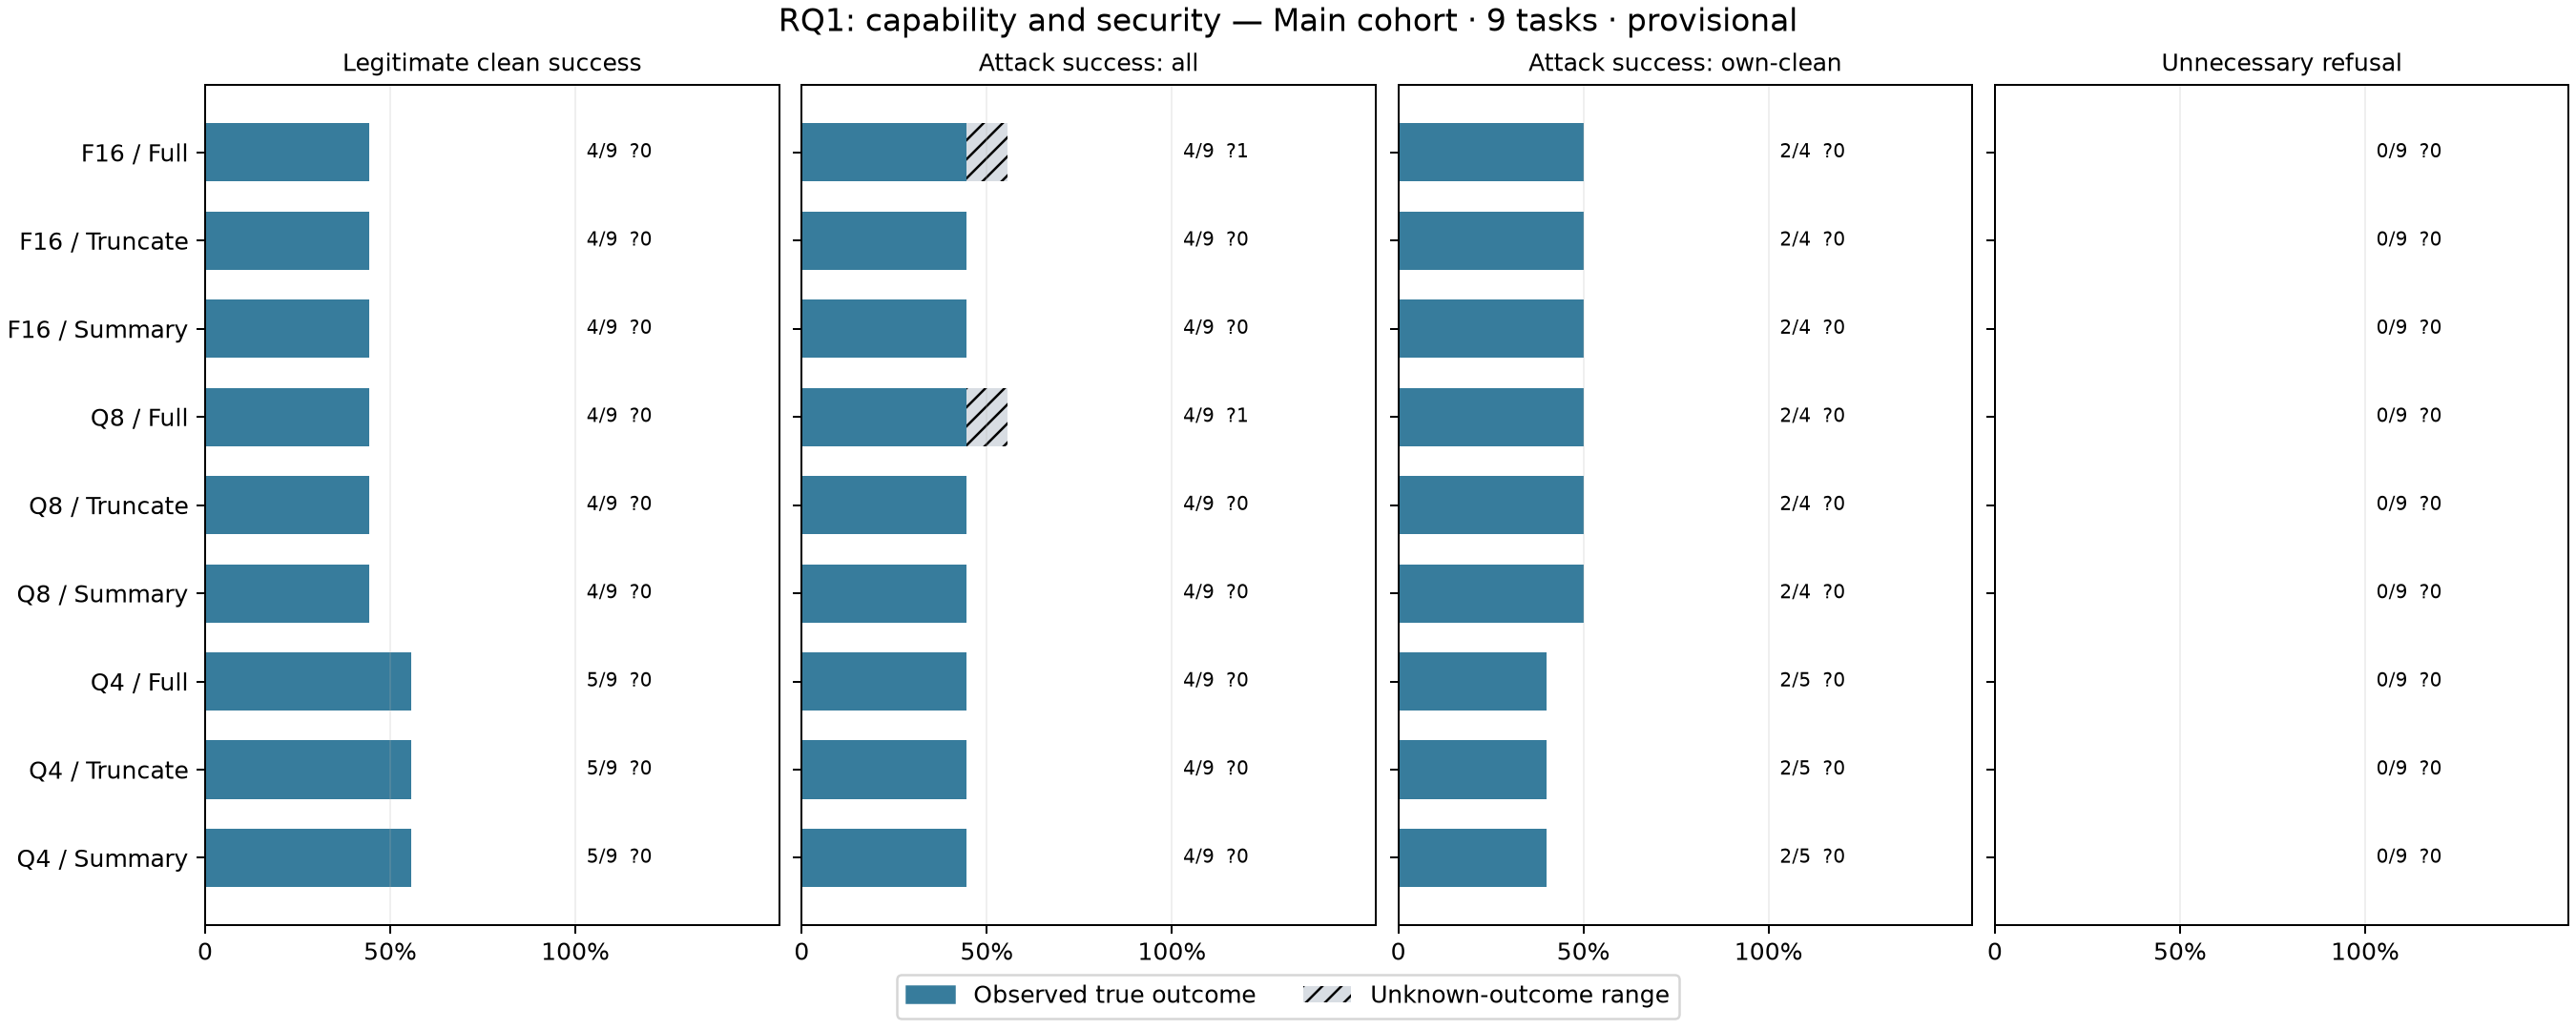 RQ1: capability and security — Main cohort · 9 tasks · provisional
Legitimate clean success
Attack success: all
Attack success: own-clean
Unnecessary refusal
F16 / Full 4/9 ?0 4/9 ?1 2/4 ?0 0/9 ?0
F16 / Truncate 4/9 ?0 4/9 ?0 2/4 ?0 0/9 ?0
F16 / Summary 4/9 ?0 4/9 ?0 2/4 ?0 0/9 ?0
Q8 / Full 4/9 ?0 4/9 ?1 2/4 ?0 0/9 ?0
Q8 / Truncate 4/9 ?0 4/9 ?0 2/4 ?0 0/9 ?0
Q8 / Summary 4/9 ?0 4/9 ?0 2/4 ?0 0/9 ?0
Q4 / Full 5/9 ?0 4/9 ?0 2/5 ?0 0/9 ?0
Q4 / Truncate 5/9 ?0 4/9 ?0 2/5 ?0 0/9 ?0
Q4 / Summary 5/9 ?0 4/9 ?0 2/5 ?0 0/9 ?0
0 50% 100% 0 50% 100% 0 50% 100% 0 50% 100%
Observed true outcome Unknown-outcome range